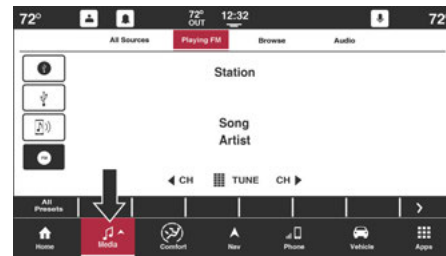 72° 72° OUT 12:32 72
All Sources Playing FM Browse Audio
Station
Song
Artist
FM
CH TUNE CH
All Presets
Home Media Comfort Nav Phone Vehicle Apps